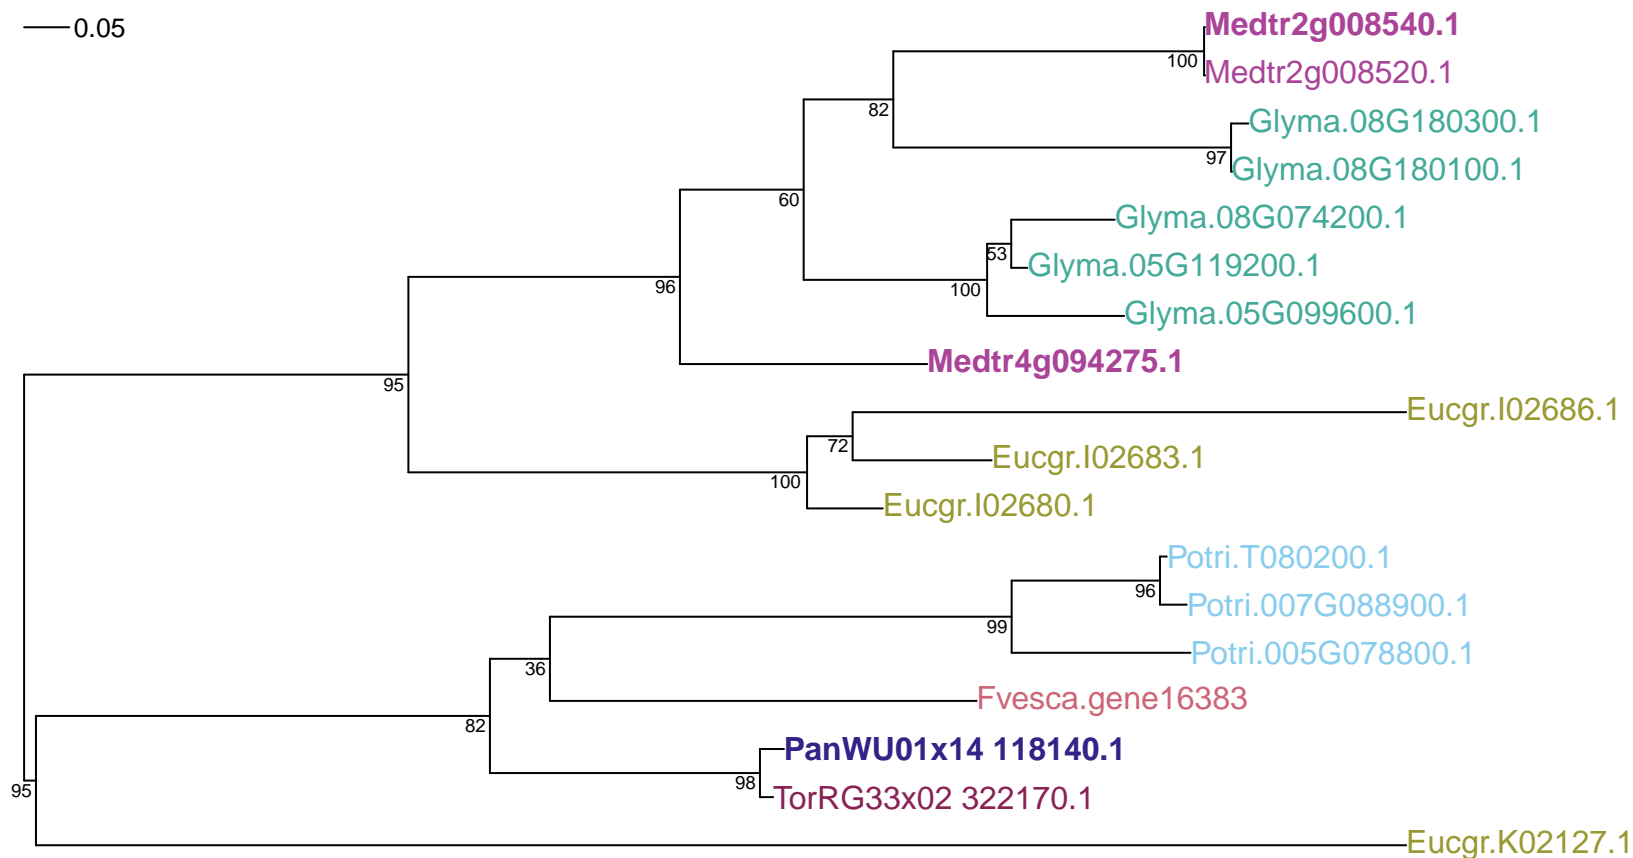 0.05
Medtr2g008540.1
100
Medtr2g008520.1
82
Glyma.08G180300.1
97
Glyma.08G180100.1
60
Glyma.08G074200.1
53
Glyma.05G119200.1
100
Glyma.05G099600.1
96
Medtr4g094275.1
95
Eucgr.I02686.1
72
Eucgr.I02683.1
100
Eucgr.I02680.1
Potri.T080200.1
96
Potri.007G088900.1
99
Potri.005G078800.1
36
Fvesca.gene16383
82
PanWU01x14 118140.1
98
TorRG33x02 322170.1
95
Eucgr.K02127.1